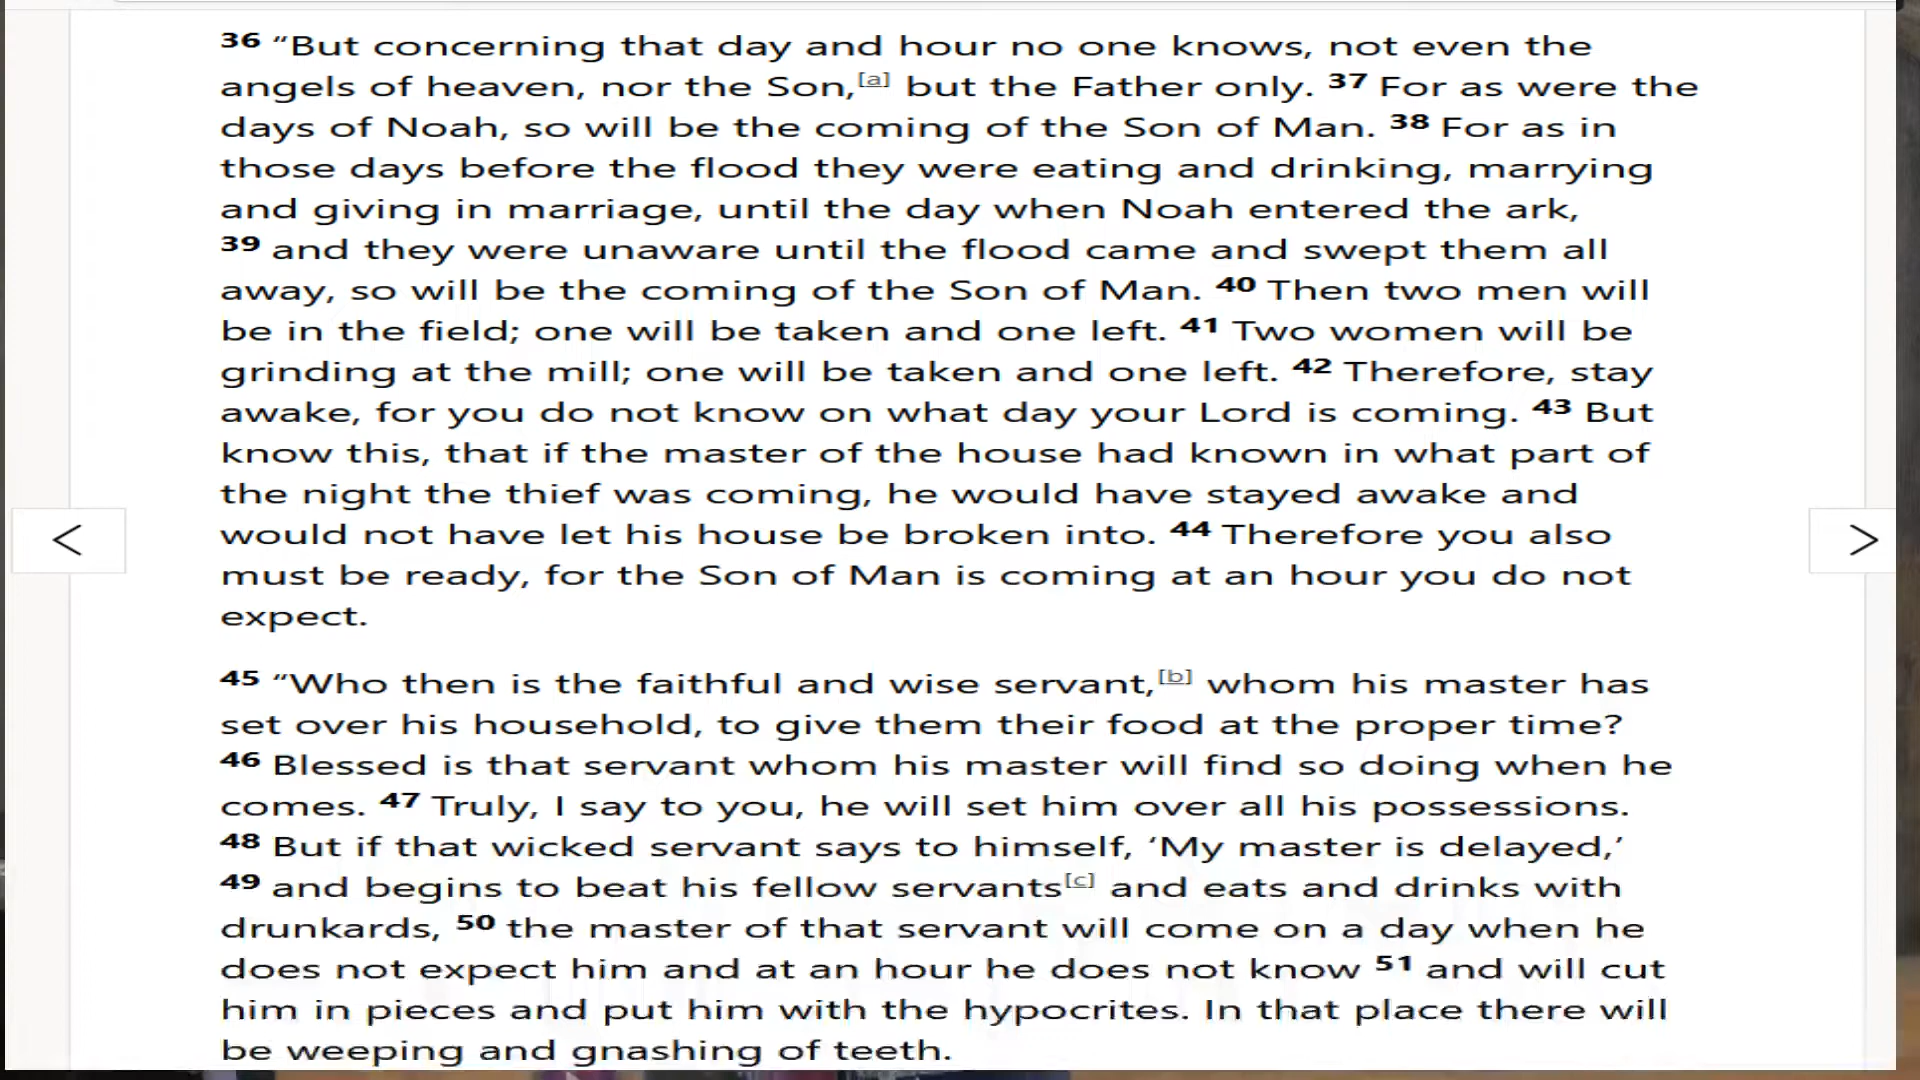 36 “But concerning that day and hour no one knows, not even the
angels of heaven, nor the Son,[a] but the Father only. 37 For as were the
days of Noah, so will be the coming of the Son of Man. 38 For as in
those days before the flood they were eating and drinking, marrying
and giving in marriage, until the day when Noah entered the ark,
39 and they were unaware until the flood came and swept them all
away, so will be the coming of the Son of Man. 40 Then two men will
be in the field; one will be taken and one left. 41 Two women will be
grinding at the mill; one will be taken and one left. 42 Therefore, stay
awake, for you do not know on what day your Lord is coming. 43 But
know this, that if the master of the house had known in what part of
the night the thief was coming, he would have stayed awake and
would not have let his house be broken into. 44 Therefore you also
must be ready, for the Son of Man is coming at an hour you do not
expect.
45 “Who then is the faithful and wise servant,[b] whom his master has
set over his household, to give them their food at the proper time?
46 Blessed is that servant whom his master will find so doing when he
comes. 47 Truly, I say to you, he will set him over all his possessions.
48 But if that wicked servant says to himself, ‘My master is delayed,’
49 and begins to beat his fellow servants[c] and eats and drinks with
drunkards, 50 the master of that servant will come on a day when he
does not expect him and at an hour he does not know 51 and will cut
him in pieces and put him with the hypocrites. In that place there will
be weeping and gnashing of teeth.